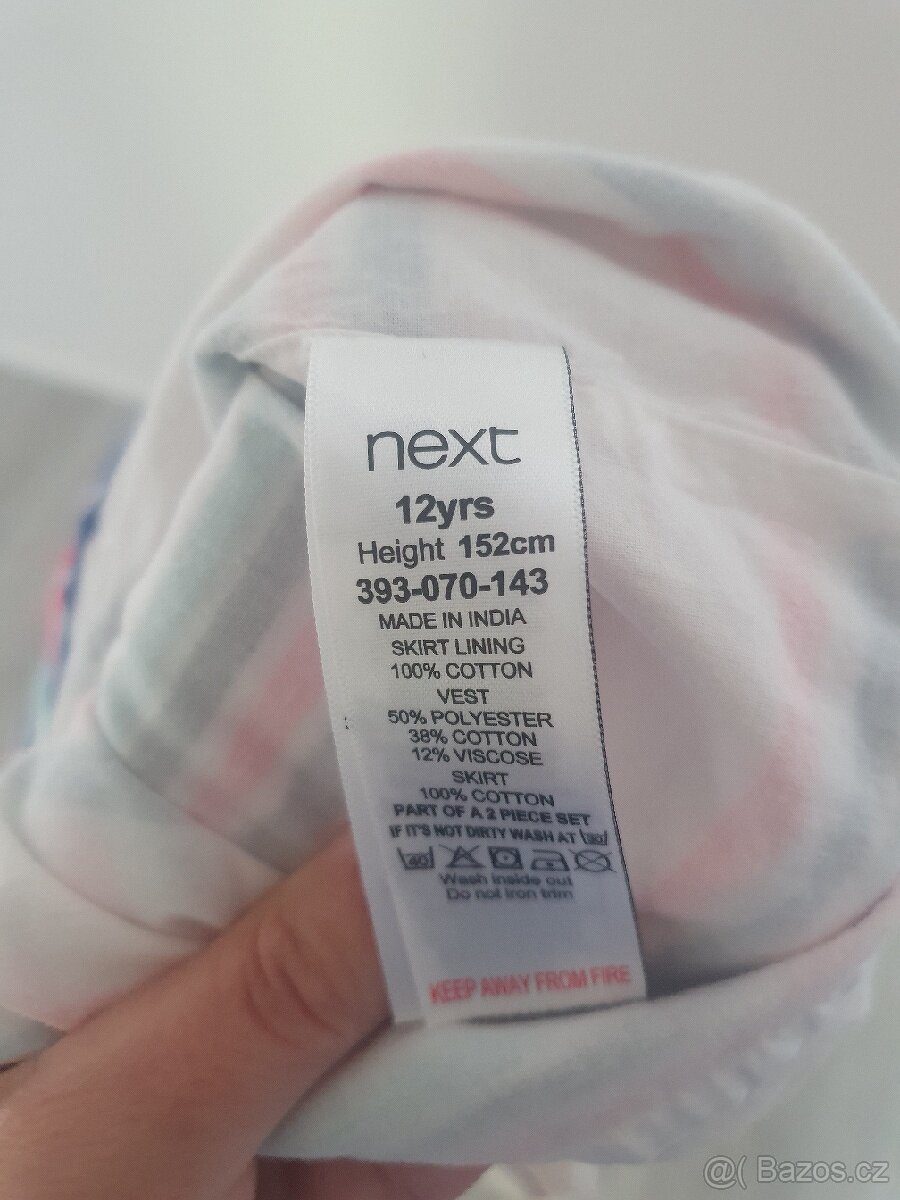 next
12yrs
Height 152cm
393-070-143
MADE IN INDIA
SKIRT LINING
100% COTTON
VEST
50% POLYESTER
38% COTTON
12% VISCOSE
SKIRT
100% COTTON
PART OF A 2 PIECE SET
IF IT'S NOT DIRTY WASH AT 30
40
Wash inside out
Do not iron trim
KEEP AWAY FROM FIRE
@( Bazos.cz